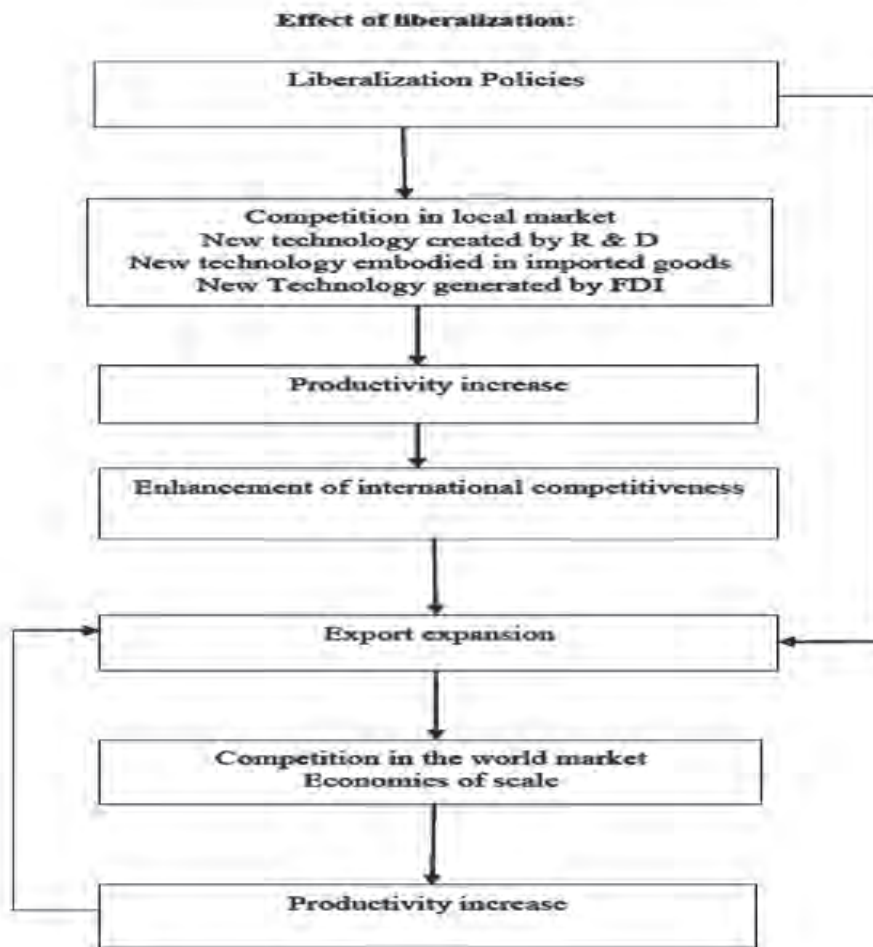 Effect of liberalization:
Liberalization Policies
Competition in local market
New technology created by R & D
New technology embodied in imported goods
New Technology generated by FDI
Productivity increase
Enhancement of international competitiveness
Export expansion
Competition in the world market
Economies of scale
Productivity increase